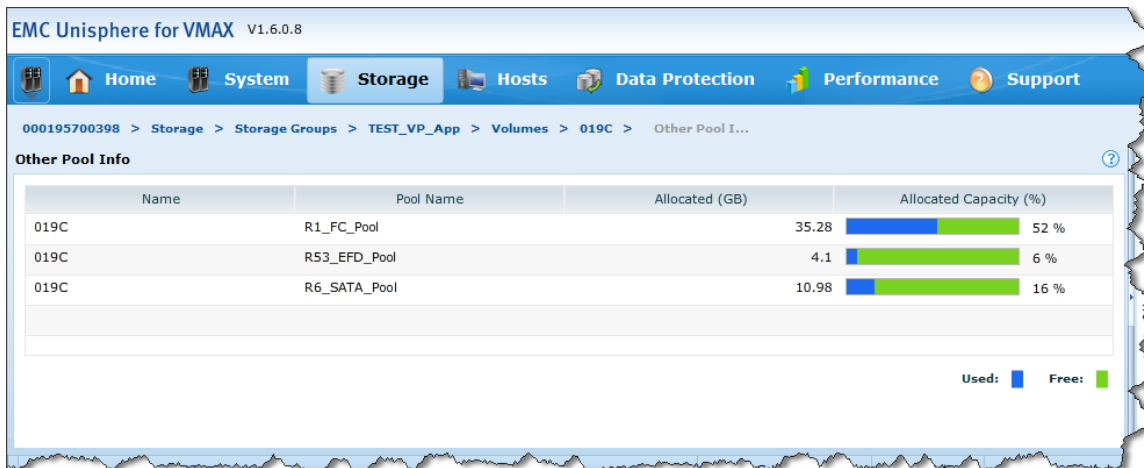 EMC Unisphere for VMAX V1.6.0.8
Home System Storage Hosts Data Protection Performance Support
000195700398 > Storage > Storage Groups > TEST_VP_App > Volumes > 019C > Other Pool I...
Other Pool Info
Name Pool Name Allocated (GB) Allocated Capacity (%)
019C R1_FC_Pool 35.28 52 %
019C R53_EFD_Pool 4.1 6 %
019C R6_SATA_Pool 10.98 16 %
Used: Free: